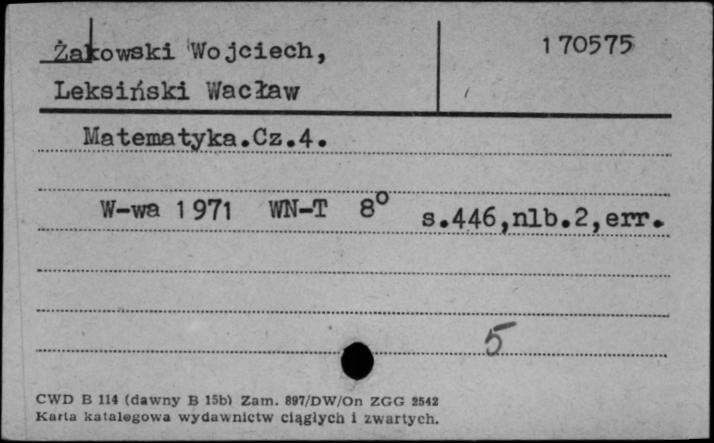 Żakowski Wojciech, 170575
Leksiński Wacław
Matematyka.Cz.4.
W-wa 1971 WN-T 8° s.446,nlb.2,err.
5
CWD B 114 (dawny B 15b) Zam. 897/DW/On ZGG 2542
Karta katalogowa wydawnictw ciągłych i zwartych.